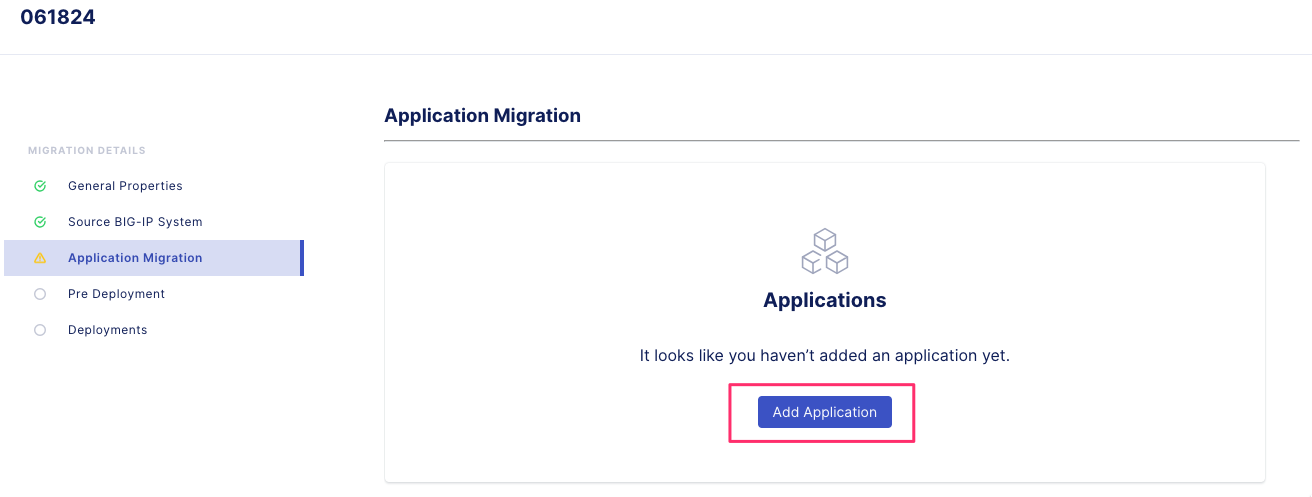 061824
Application Migration
MIGRATION DETAILS
General Properties
Source BIG-IP System
Application Migration
Pre Deployment
Deployments
Applications
It looks like you haven’t added an application yet.
Add Application